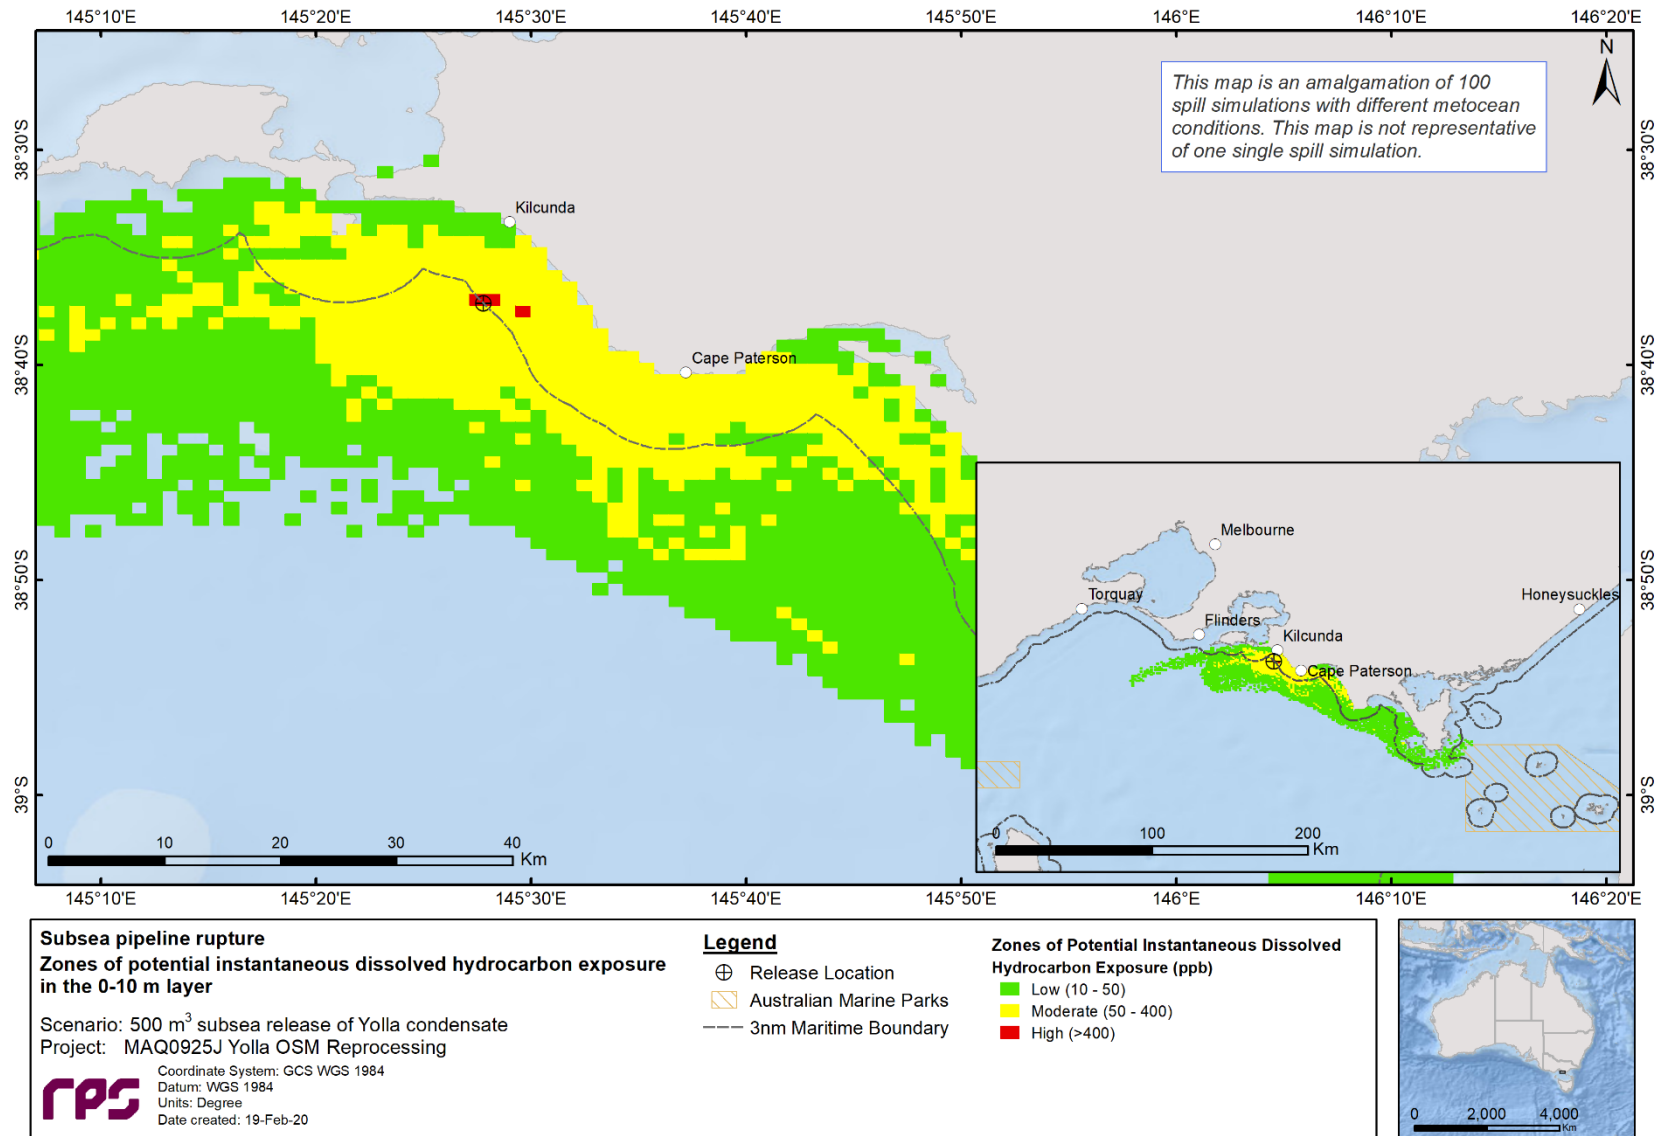 145°10'E 145°20'E 145°30'E 145°40'E 145°50'E 146°E 146°10'E 146°20'E
N
This map is an amalgamation of 100
spill simulations with different metocean
conditions. This map is not representative
of one single spill simulation.
38°30'S 38°30'S
Kilcunda
38°40'S 38°40'S
Cape Paterson
38°50'S 38°50'S
Melbourne
Torquay
Honeysuckles
Flinders
Kilcunda
Cape Paterson
39°S 39°S
0 100 200
Km
0 10 20 30 40
Km
145°10'E 145°20'E 145°30'E 145°40'E 145°50'E 146°E 146°10'E 146°20'E
Subsea pipeline rupture
Zones of potential instantaneous dissolved hydrocarbon exposure
in the 0-10 m layer
Scenario: 500 m³ subsea release of Yolla condensate
Project: MAQ0925J Yolla OSM Reprocessing
rps
Coordinate System: GCS WGS 1984
Datum: WGS 1984
Units: Degree
Date created: 19-Feb-20
Legend
Release Location
Australian Marine Parks
3nm Maritime Boundary
Zones of Potential Instantaneous Dissolved
Hydrocarbon Exposure (ppb)
Low (10 - 50)
Moderate (50 - 400)
High (>400)
0 2,000 4,000
Km